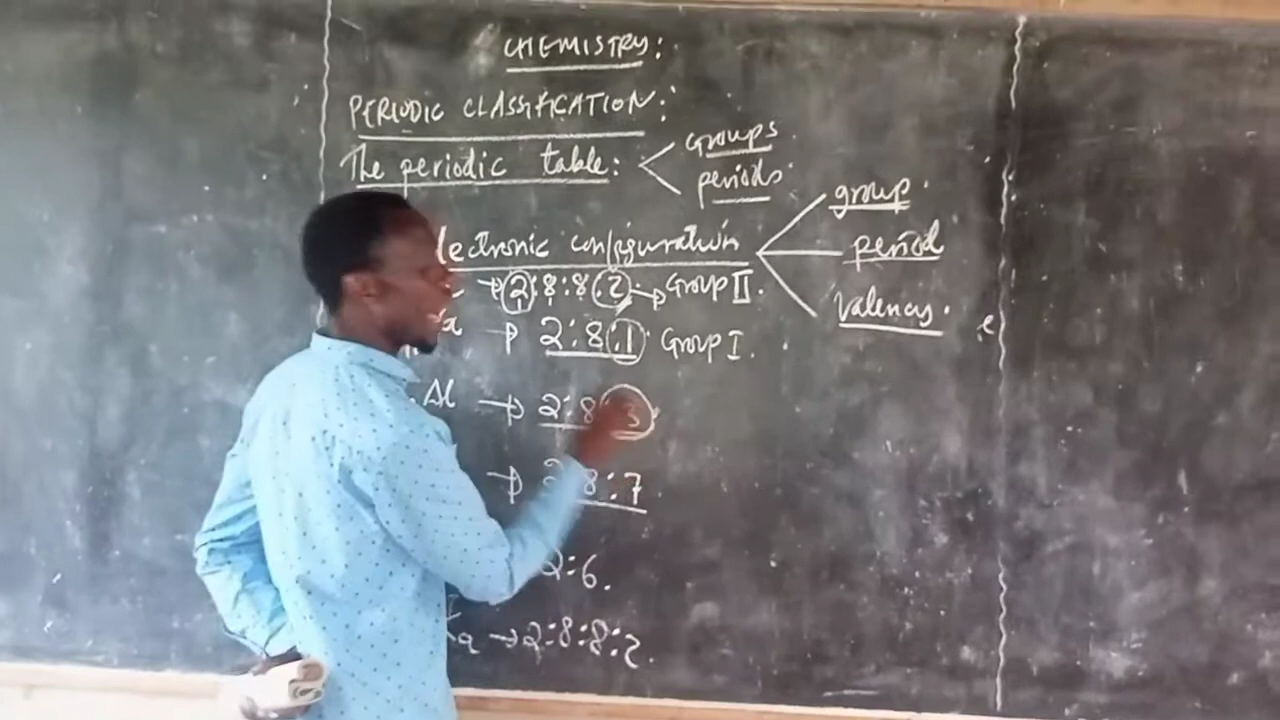 CHEMISTRY:
PERIODIC CLASSIFICATION:
The periodic table: groups
periods.
lectronic configuration group.
period
valency.
→ 2:8:8:2 → Group II.
a → 2:8:1. Group I.
Al → 2:8:3
→ 2:8:7
2:6.
a → 2:8:8:2.
e